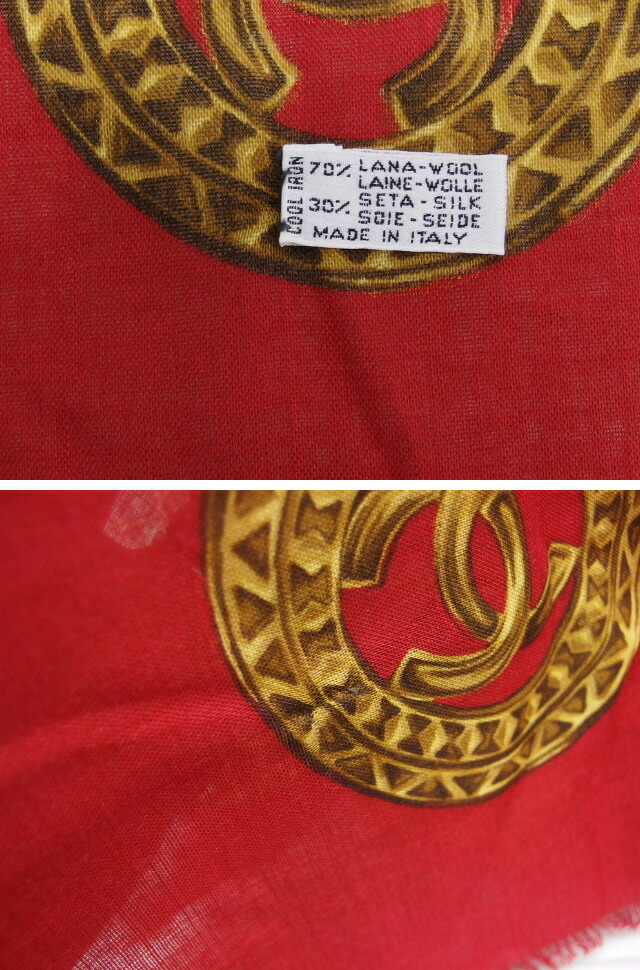 COOL IRON
70% LANA-WOOL
LAINE-WOLLE
30% SETA-SILK
SOIE-SEIDE
MADE IN ITALY